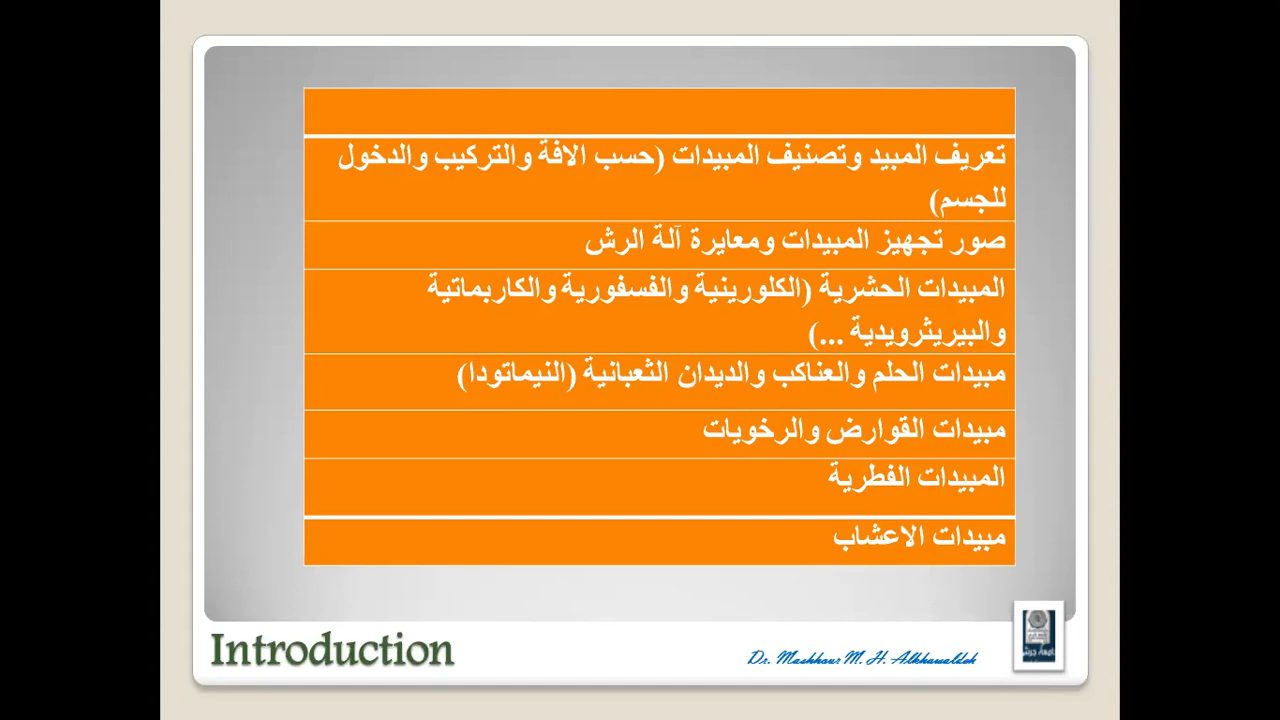 تعريف المبيد وتصنيف المبيدات (حسب الافة والتركيب والدخول
للجسم)
صور تجهيز المبيدات ومعايرة آلة الرش
المبيدات الحشرية (الكلورينية والفسفورية والكاربماتية
والبيريثرويدية ...)
مبيدات الحلم والعناكب والديدان الثعبانية (النيماتودا)
مبيدات القوارض والرخويات
المبيدات الفطرية
مبيدات الاعشاب
Introduction
Dr. Mashhour M. H. Alkhawaldeh